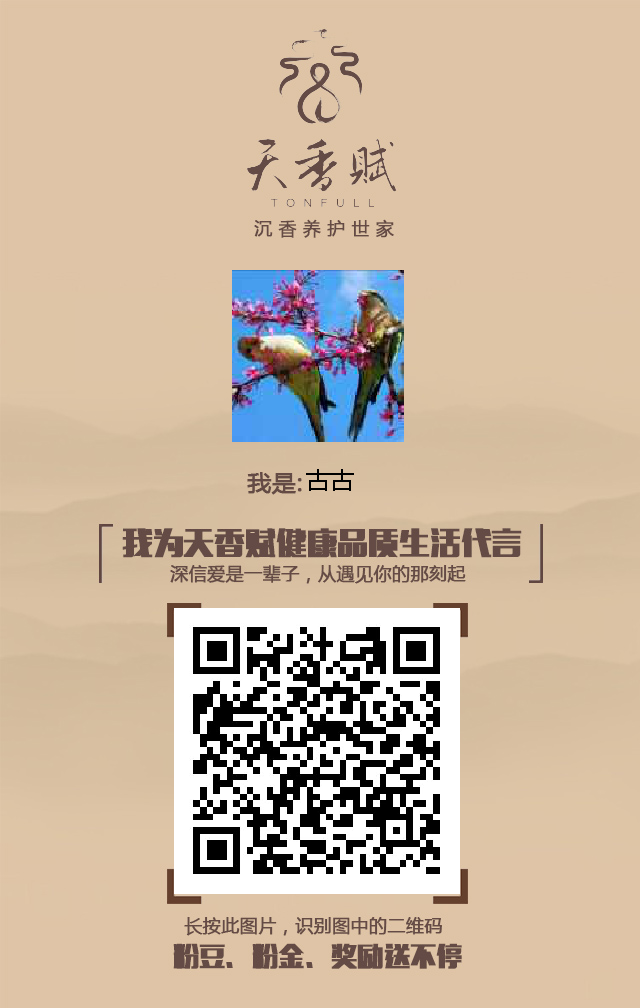 天香赋
TONFULL
沉香养护世家
我是:古古
我为天香赋健康品质生活代言
深信爱是一辈子，从遇见你的那刻起
长按此图片，识别图中的二维码
粉豆、粉金、奖励送不停